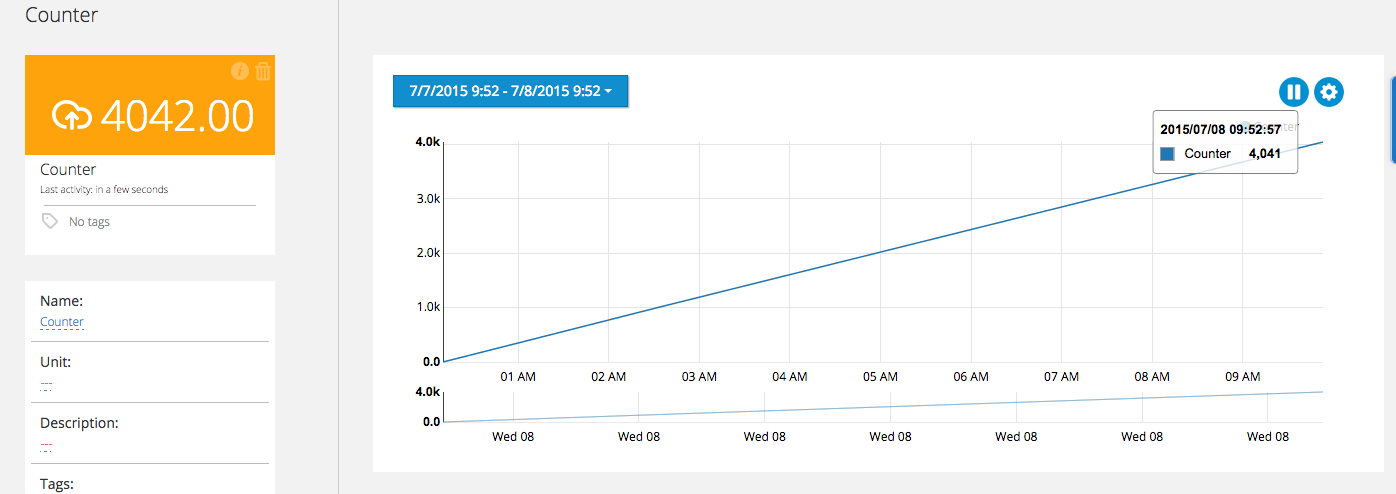 Counter
4042.00
Counter
Last activity: in a few seconds
No tags
Name:
Counter
Unit:
---
Description:
---
Tags:
7/7/2015 9:52 - 7/8/2015 9:52
Counter
2015/07/08 09:52:57
Counter 4,041
4.0k
3.0k
2.0k
1.0k
0.0
01 AM 02 AM 03 AM 04 AM 05 AM 06 AM 07 AM 08 AM 09 AM
4.0k
0.0
Wed 08 Wed 08 Wed 08 Wed 08 Wed 08 Wed 08 Wed 08